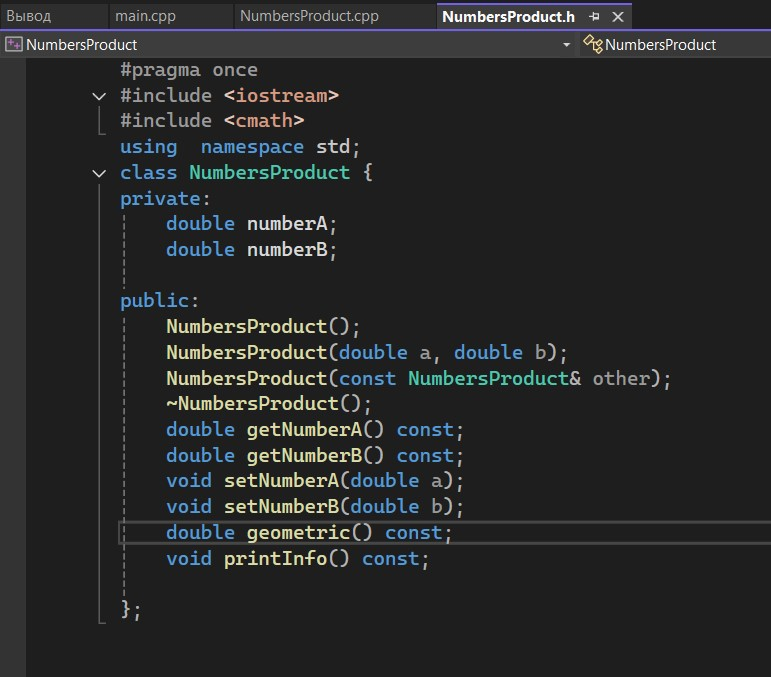 Вывод main.cpp NumbersProduct.cpp NumbersProduct.h
NumbersProduct NumbersProduct
#pragma once
#include <iostream>
#include <cmath>
using  namespace std;
class NumbersProduct {
private:
    double numberA;
    double numberB;
public:
    NumbersProduct();
    NumbersProduct(double a, double b);
    NumbersProduct(const NumbersProduct& other);
    ~NumbersProduct();
    double getNumberA() const;
    double getNumberB() const;
    void setNumberA(double a);
    void setNumberB(double b);
    double geometric() const;
    void printInfo() const;
};